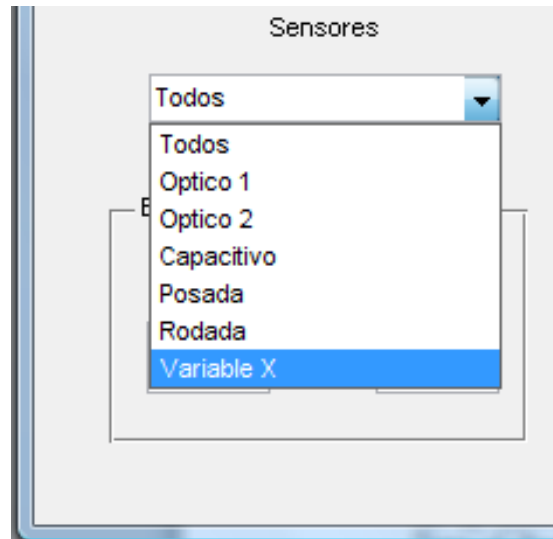 Sensores
Todos
Todos
Optico 1
Optico 2
Capacitivo
Posada
Rodada
Variable X